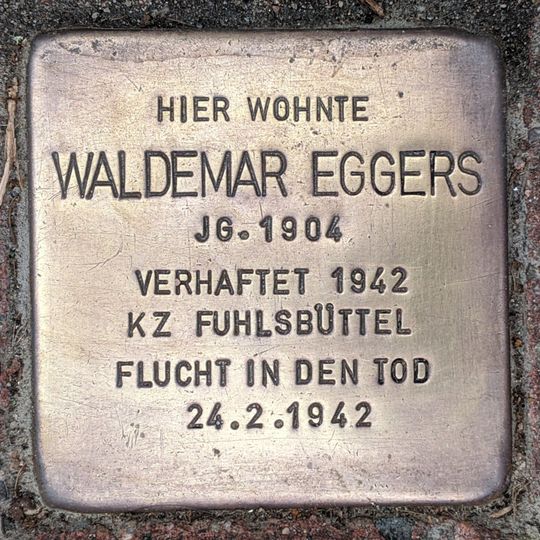 HIER WOHNTE
WALDEMAR EGGERS
JG. 1904
VERHAFTET 1942
KZ FUHLSBÜTTEL
FLUCHT IN DEN TOD
24.2.1942